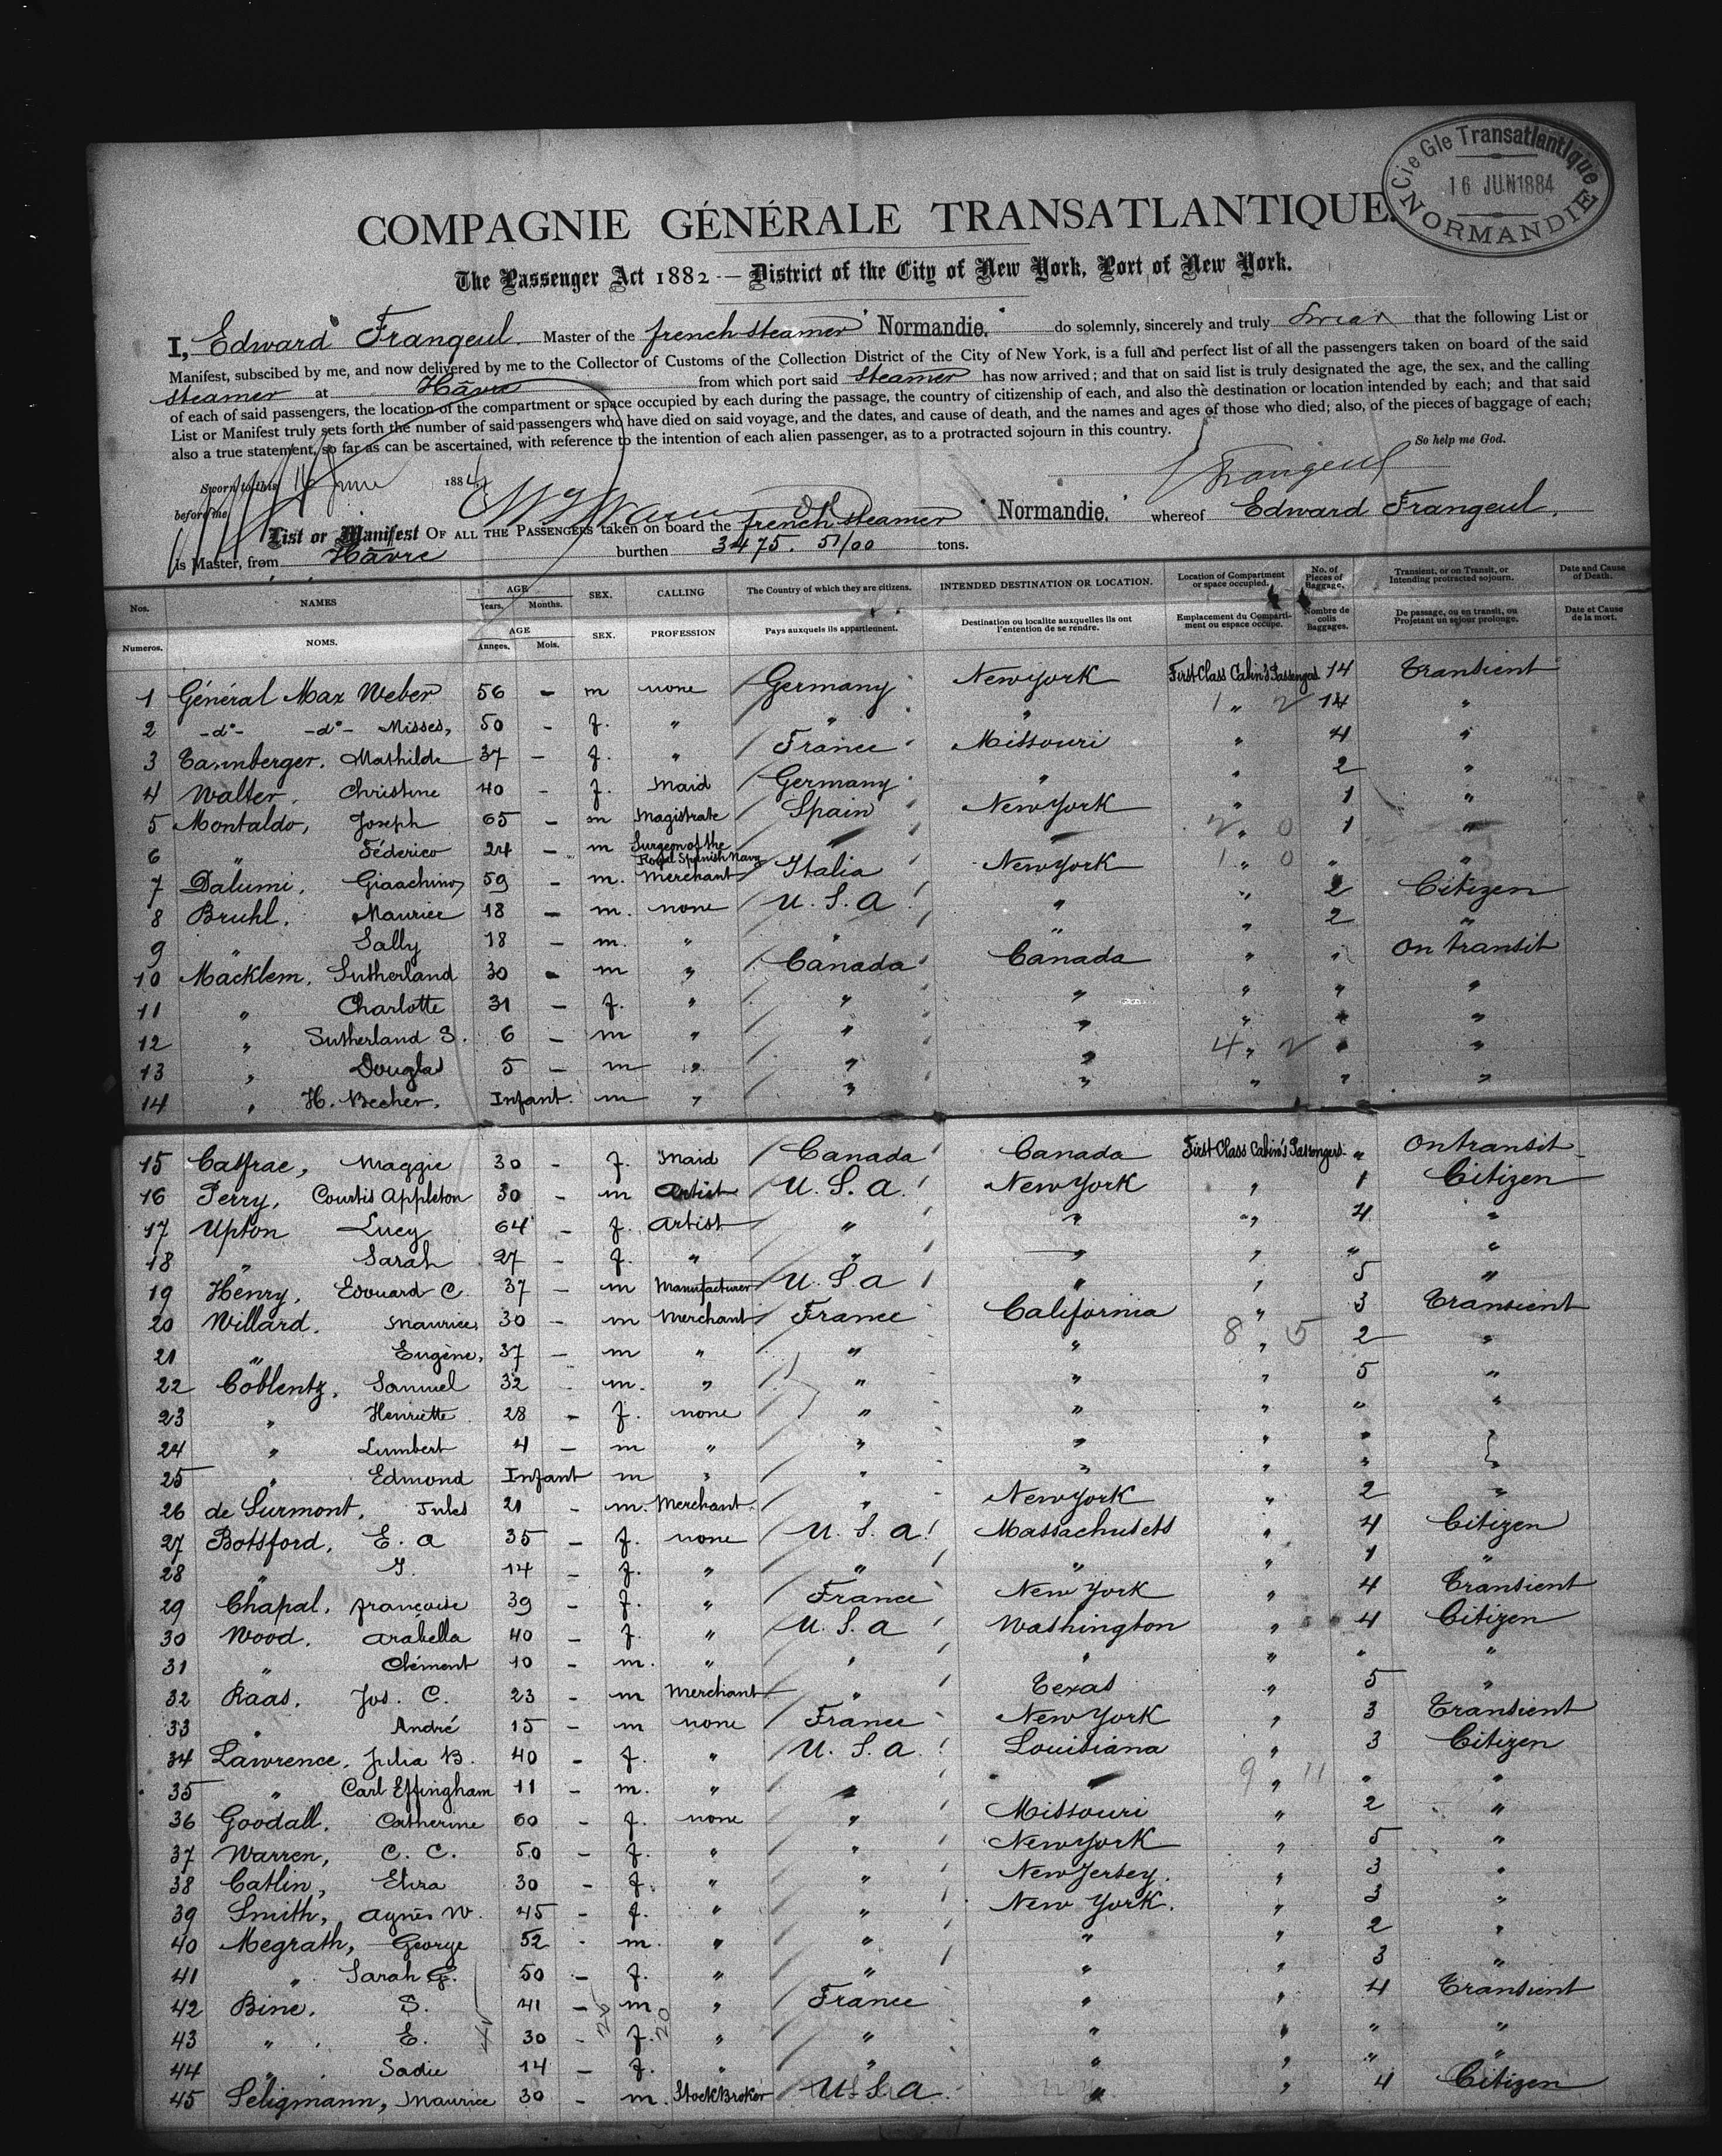 Cie Gle Transatlantique
16 JUN 1884
NORMANDIE
COMPAGNIE GÉNÉRALE TRANSATLANTIQUE.
The Passenger Act 1882 — District of the City of New York, Port of New York.
I, Edward Frangeul. Master of the french steamer "Normandie." do solemnly, sincerely and truly swear that the following List or
Manifest, subscibed by me, and now delivered by me to the Collector of Customs of the Collection District of the City of New York, is a full and perfect list of all the passengers taken on board of the said
steamer at Hâvre from which port said steamer has now arrived; and that on said list is truly designated the age, the sex, and the calling
of each of said passengers, the location of the compartment or space occupied by each during the passage, the country of citizenship of each, and also the destination or location intended by each; and that said
List or Manifest truly sets forth the number of said passengers who have died on said voyage, and the dates, and cause of death, and the names and ages of those who died; also, of the pieces of baggage of each;
also a true statement, so far as can be ascertained, with reference to the intention of each alien passenger, as to a protracted sojourn in this country. So help me God.
Sworn to this June 1884 Frangeul
before me
List or Manifest OF ALL THE PASSENGERS taken on board the french steamer "Normandie." whereof Edward Frangeul.
is Master, from Hâvre burthen 3475. 51/00 tons.
Nos. NAMES AGE Years. Months. SEX. CALLING The Country of which they are citizens. INTENDED DESTINATION OR LOCATION. Location of Compartment or space occupied. No. of Pieces of Baggage. Transient, or on Transit, or Intending protracted sojourn. Date and Cause of Death.
Numeros. NOMS. AGE Années. Mois. SEX. PROFESSION Pays auxquels ils appartiennent. Destination ou localite auxquelles ils ont l'entention de se rendre. Emplacement du Compartiment ou espace occupe. Nombre de colis Baggages. De passage, ou en transit, ou Projetant un sejour prolonge. Date et Cause de la mort.
1 Général Max Weber 56 - m none Germany New York First Class Cabin's Passengers 14 Transient
2 -do- -do- Misses, 50 - f. " " " 1 " 2 14 "
3 Tannberger. Mathilde 37 - f. " France Missouri " 4 "
4 Walter. Christine 40 - f. Maid Germany " " 2 "
5 Montaldo, Joseph 65 - m Magistrate Spain New York " 1 "
6 " Féderico 24 - m Surgeon of the Royal Spanish Navy " " 2 " 0 1 "
7 Dalumi. Giaachino 59 - m. Merchant Italia New York 1 " 0 " "
8 Bruhl. Maurice 18 - m. none U. S. A " " 2 Citizen
9 " Sally 18 - m. " " " " 2 "
10 Macklem. Sutherland 30 - m " Canada Canada " " On transit
11 " Charlotte 31 - f. " " " " " "
12 " Sutherland S. 6 - m " " " " " "
13 " Douglas 5 - m " " " 4 " 2 " "
14 " H. Becher. Infant. m " " " " " "
15 Calfrae, Maggie 30 - f. Maid Canada Canada First Class Cabin's Passengers " On transit
16 Perry, Courtis Appleton 30 - m Artist U. S. A. New York " 1 Citizen
17 Upton Lucy 64 - f. Artist " " " 4 "
18 " Sarah 27 - f. " " " " " "
19 Henry, Edouard C. 37 - m Manufacturer U. S. A " " 5 "
20 Villard. Maurice 30 - m Merchant France California " 3 Transient
21 " Eugène, 37 - m " " " 8 " 5 2 "
22 Coblentz, Samuel 32 - m. " " " " 5 "
23 " Henriette 28 - f. none " " " " "
24 " Lumbert 4 - m " " " " "
25 " Edmond Infant m " " " " "
26 de Surmont, Jules 21 - m. Merchant. " New York " 2 "
27 Botsford, E. A 35 - f. none U. S. A Massachusets " 4 Citizen
28 " 14 - f. " " " " 1 "
29 Chapal. françoise 39 - f. " France New York " 4 Transient
30 Wood. Arabella 40 - f. " U. S. A Washington " 4 Citizen
31 " Clément 10 - m. " " " " " "
32 Raas. Jos. C. 23 - m Merchant " Texas " 5 "
33 " André 15 - m none France New York " 3 Transient
34 Lawrence. Julia B. 40 - f. " U. S. A. Louisiana " 3 Citizen
35 " Carl Effingham 11 - m. " " " 9 " 11 " "
36 Goodall. Catherine 60 - f. none " Missouri " 2 "
37 Warren, C. C. 50 - f. " " New York " 5 "
38 Catlin, Elvra 30 - f. " " New Jersey. " 3 "
39 Smith, Agnès W. 45 - f. " " New York. " 3 "
40 Megrath, George 52 - m. " " " " 2 "
41 " Sarah G. 50 - f. " " " " 3 "
42 Bine. S. 41 - m " France " " 4 Transient
43 " E. 30 - f. " " " " " "
44 " Sadie 14 - f. " " " " " "
45 Seligmann, Maurice 30 - m. Stock Broker U. S. A " " 4 Citizen